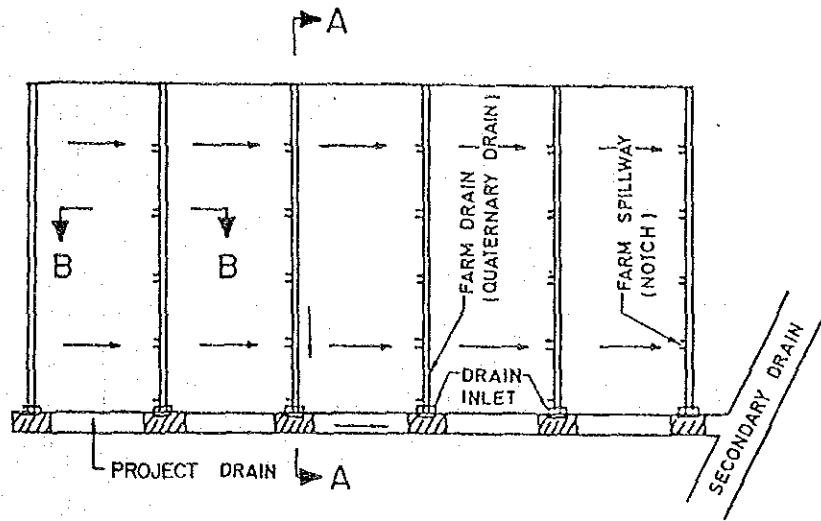 A
FARM DRAIN
(QUATERNARY DRAIN)
FARM SPILLWAY
(NOTCH)
B
B
DRAIN
INLET
SECONDARY DRAIN
PROJECT DRAIN
A